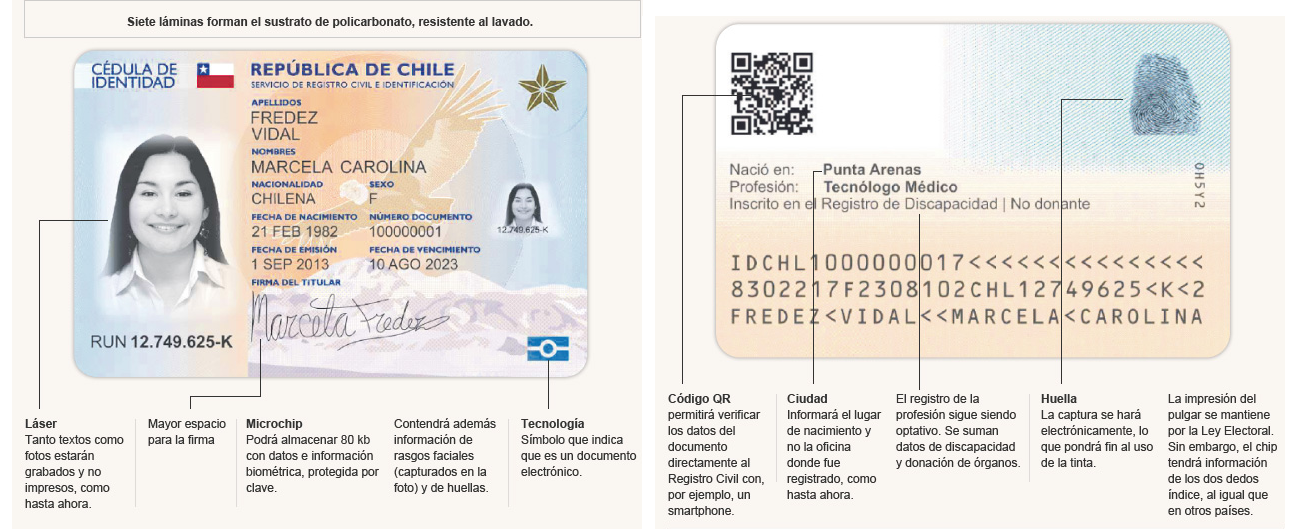 Siete láminas forman el sustrato de policarbonato, resistente al lavado.
CÉDULA DE
IDENTIDAD
REPÚBLICA DE CHILE
SERVICIO DE REGISTRO CIVIL E IDENTIFICACIÓN
APELLIDOS
FREDEZ
VIDAL
NOMBRES
MARCELA CAROLINA
NACIONALIDAD SEXO
CHILENA F
FECHA DE NACIMIENTO NÚMERO DOCUMENTO
21 FEB 1982 100000001
FECHA DE EMISIÓN FECHA DE VENCIMIENTO
1 SEP 2013 10 AGO 2023
FIRMA DEL TITULAR
Marcela Fredez
12.749.625-K
RUN 12.749.625-K
Láser
Tanto textos como
fotos estarán
grabados y no
impresos, como
hasta ahora.
Mayor espacio
para la firma
Microchip
Podrá almacenar 80 kb
con datos e información
biométrica, protegida por
clave.
Contendrá además
información de
rasgos faciales
(capturados en la
foto) y de huellas.
Tecnología
Símbolo que indica
que es un documento
electrónico.
Nació en: Punta Arenas
Profesión: Tecnólogo Médico
Inscrito en el Registro de Discapacidad | No donante
0H5Y2
IDCHL1000000017<<<<<<<<<<<<<<<
8302217F2308102CHL12749625<K<2
FREDEZ<VIDAL<<MARCELA<CAROLINA
Código QR
permitirá verificar
los datos del
documento
directamente al
Registro Civil con,
por ejemplo, un
smartphone.
Ciudad
Informará el lugar
de nacimiento y
no la oficina
donde fue
registrado, como
hasta ahora.
El registro de la
profesión sigue siendo
optativo. Se suman
datos de discapacidad
y donación de órganos.
Huella
La captura se hará
electrónicamente, lo
que pondrá fin al uso
de la tinta.
La impresión del
pulgar se mantiene
por la Ley Electoral.
Sin embargo, el chip
tendrá información
de los dos dedos
índice, al igual que
en otros países.